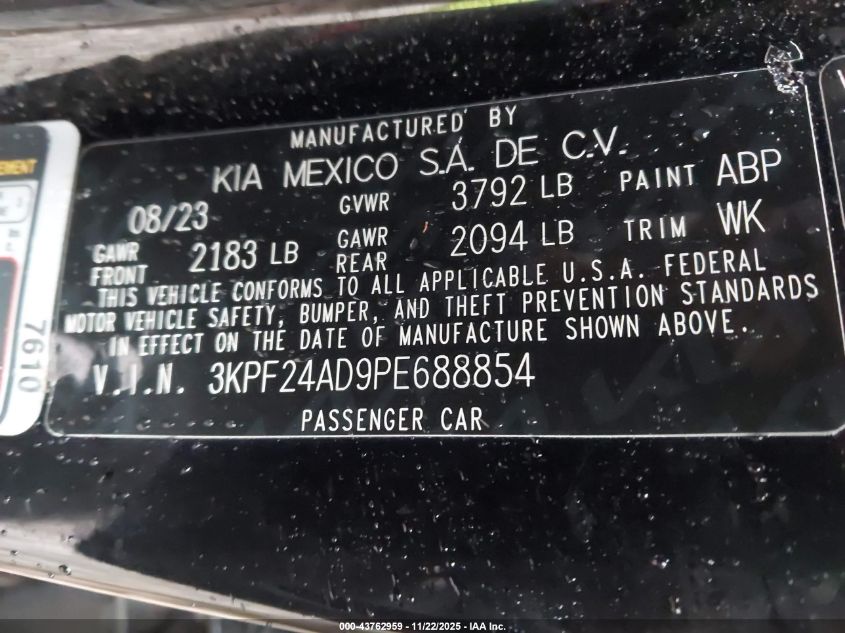 MANUFACTURED BY
KIA MEXICO S.A. DE C.V.
08/23 GVWR 3792 LB PAINT ABP
GAWR FRONT 2183 LB GAWR REAR 2094 LB TRIM WK
THIS VEHICLE CONFORMS TO ALL APPLICABLE U.S.A. FEDERAL
MOTOR VEHICLE SAFETY, BUMPER, AND THEFT PREVENTION STANDARDS
IN EFFECT ON THE DATE OF MANUFACTURE SHOWN ABOVE.
V.I.N. 3KPF24AD9PE688854
PASSENGER CAR
7610
000-43762959 - 11/22/2025 - IAA Inc.